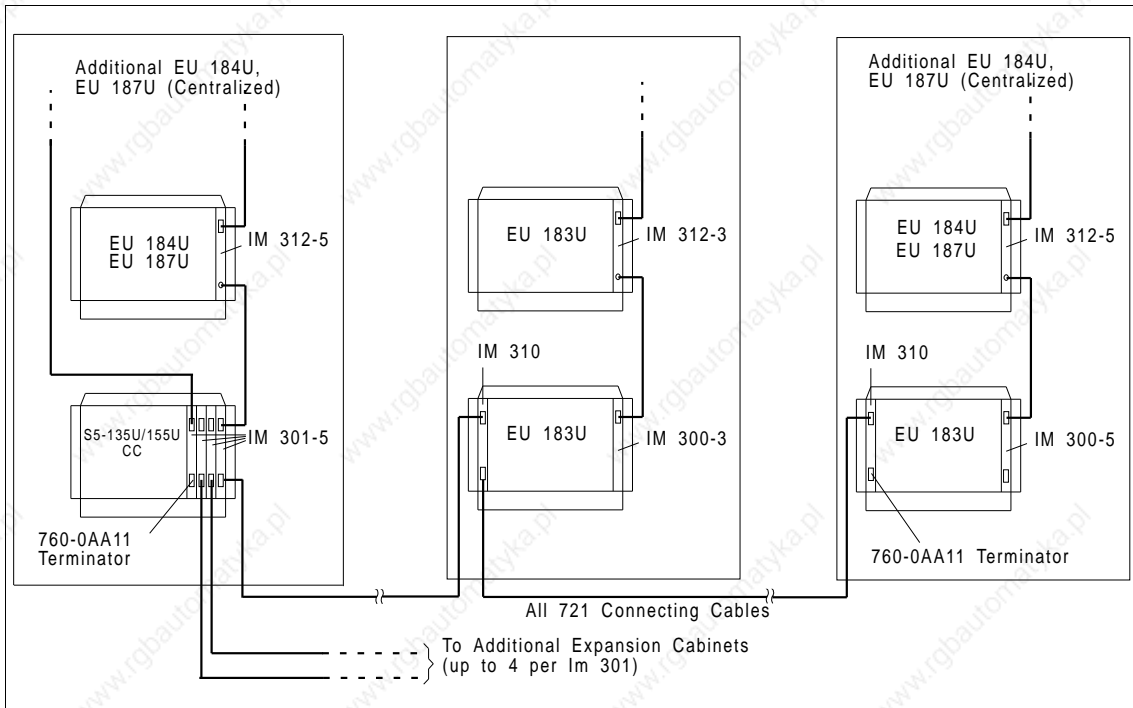 Additional EU 184U,
EU 187U (Centralized)
EU 184U
EU 187U
IM 312-5
S5-135U/155U
CC
IM 301-5
760-0AA11
Terminator
EU 183U
IM 312-3
IM 310
EU 183U
IM 300-3
Additional EU 184U,
EU 187U (Centralized)
EU 184U
EU 187U
IM 312-5
IM 310
EU 183U
IM 300-5
760-0AA11 Terminator
All 721 Connecting Cables
To Additional Expansion Cabinets
(up to 4 per Im 301)
www.rgbautomatyka.pl